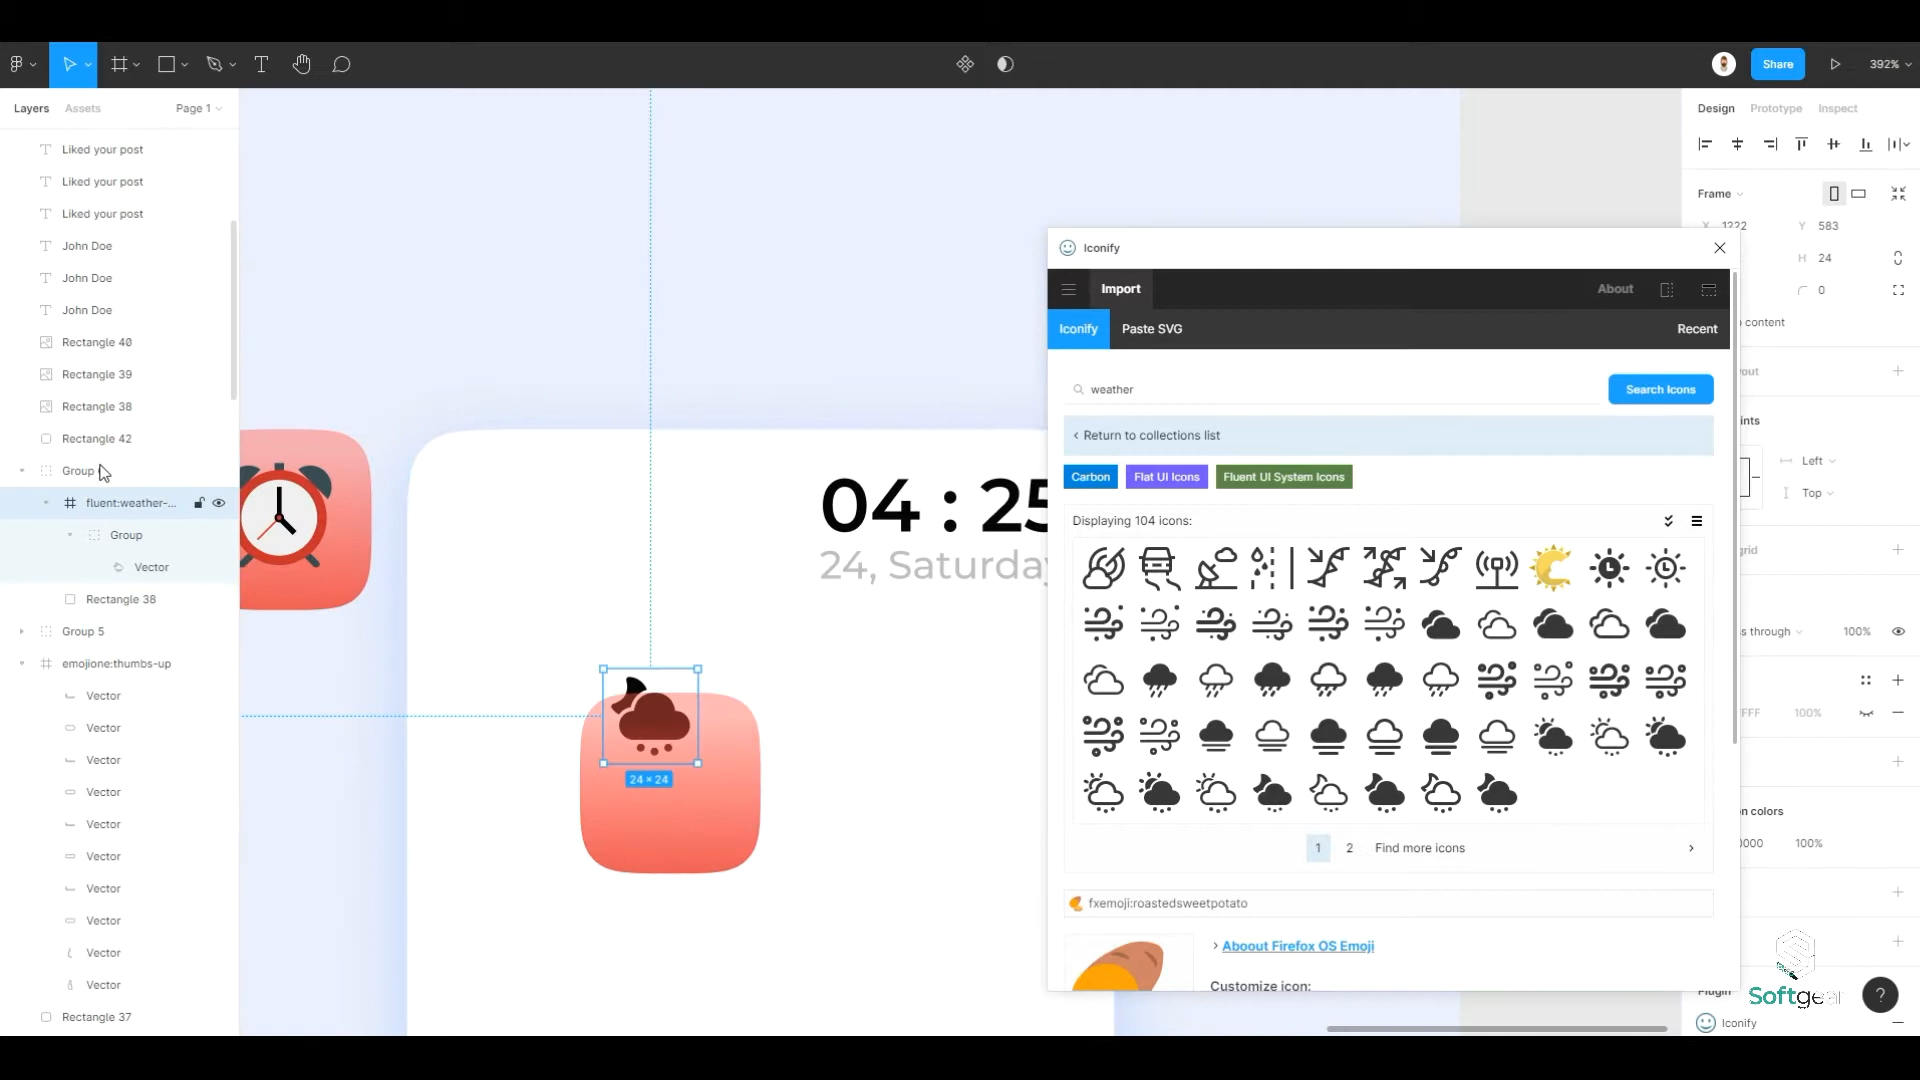 Share
392%
Layers
Assets
Page 1
Design
Prototype
Inspect
Liked your post
Liked your post
Liked your post
John Doe
John Doe
John Doe
Rectangle 40
Rectangle 39
Rectangle 38
Rectangle 42
Group
fluent:weather-...
Group
Vector
Rectangle 38
Group 5
emojione:thumbs-up
Vector
Vector
Vector
Vector
Vector
Vector
Vector
Vector
Vector
Vector
Rectangle 37
04 : 25
24, Saturday
24 × 24
Iconify
Import
About
Iconify
Paste SVG
Recent
weather
Search Icons
‹ Return to collections list
Carbon
Flat UI Icons
Fluent UI System Icons
Displaying 104 icons:
1
2
Find more icons
fxemoji:roastedsweetpotato
Aboout Firefox OS Emoji
Customize icon:
Frame
X 1222
Y 583
H 24
0
content
Left
Top
100%
100%
100%
Plugin
Iconify
Softgear
?